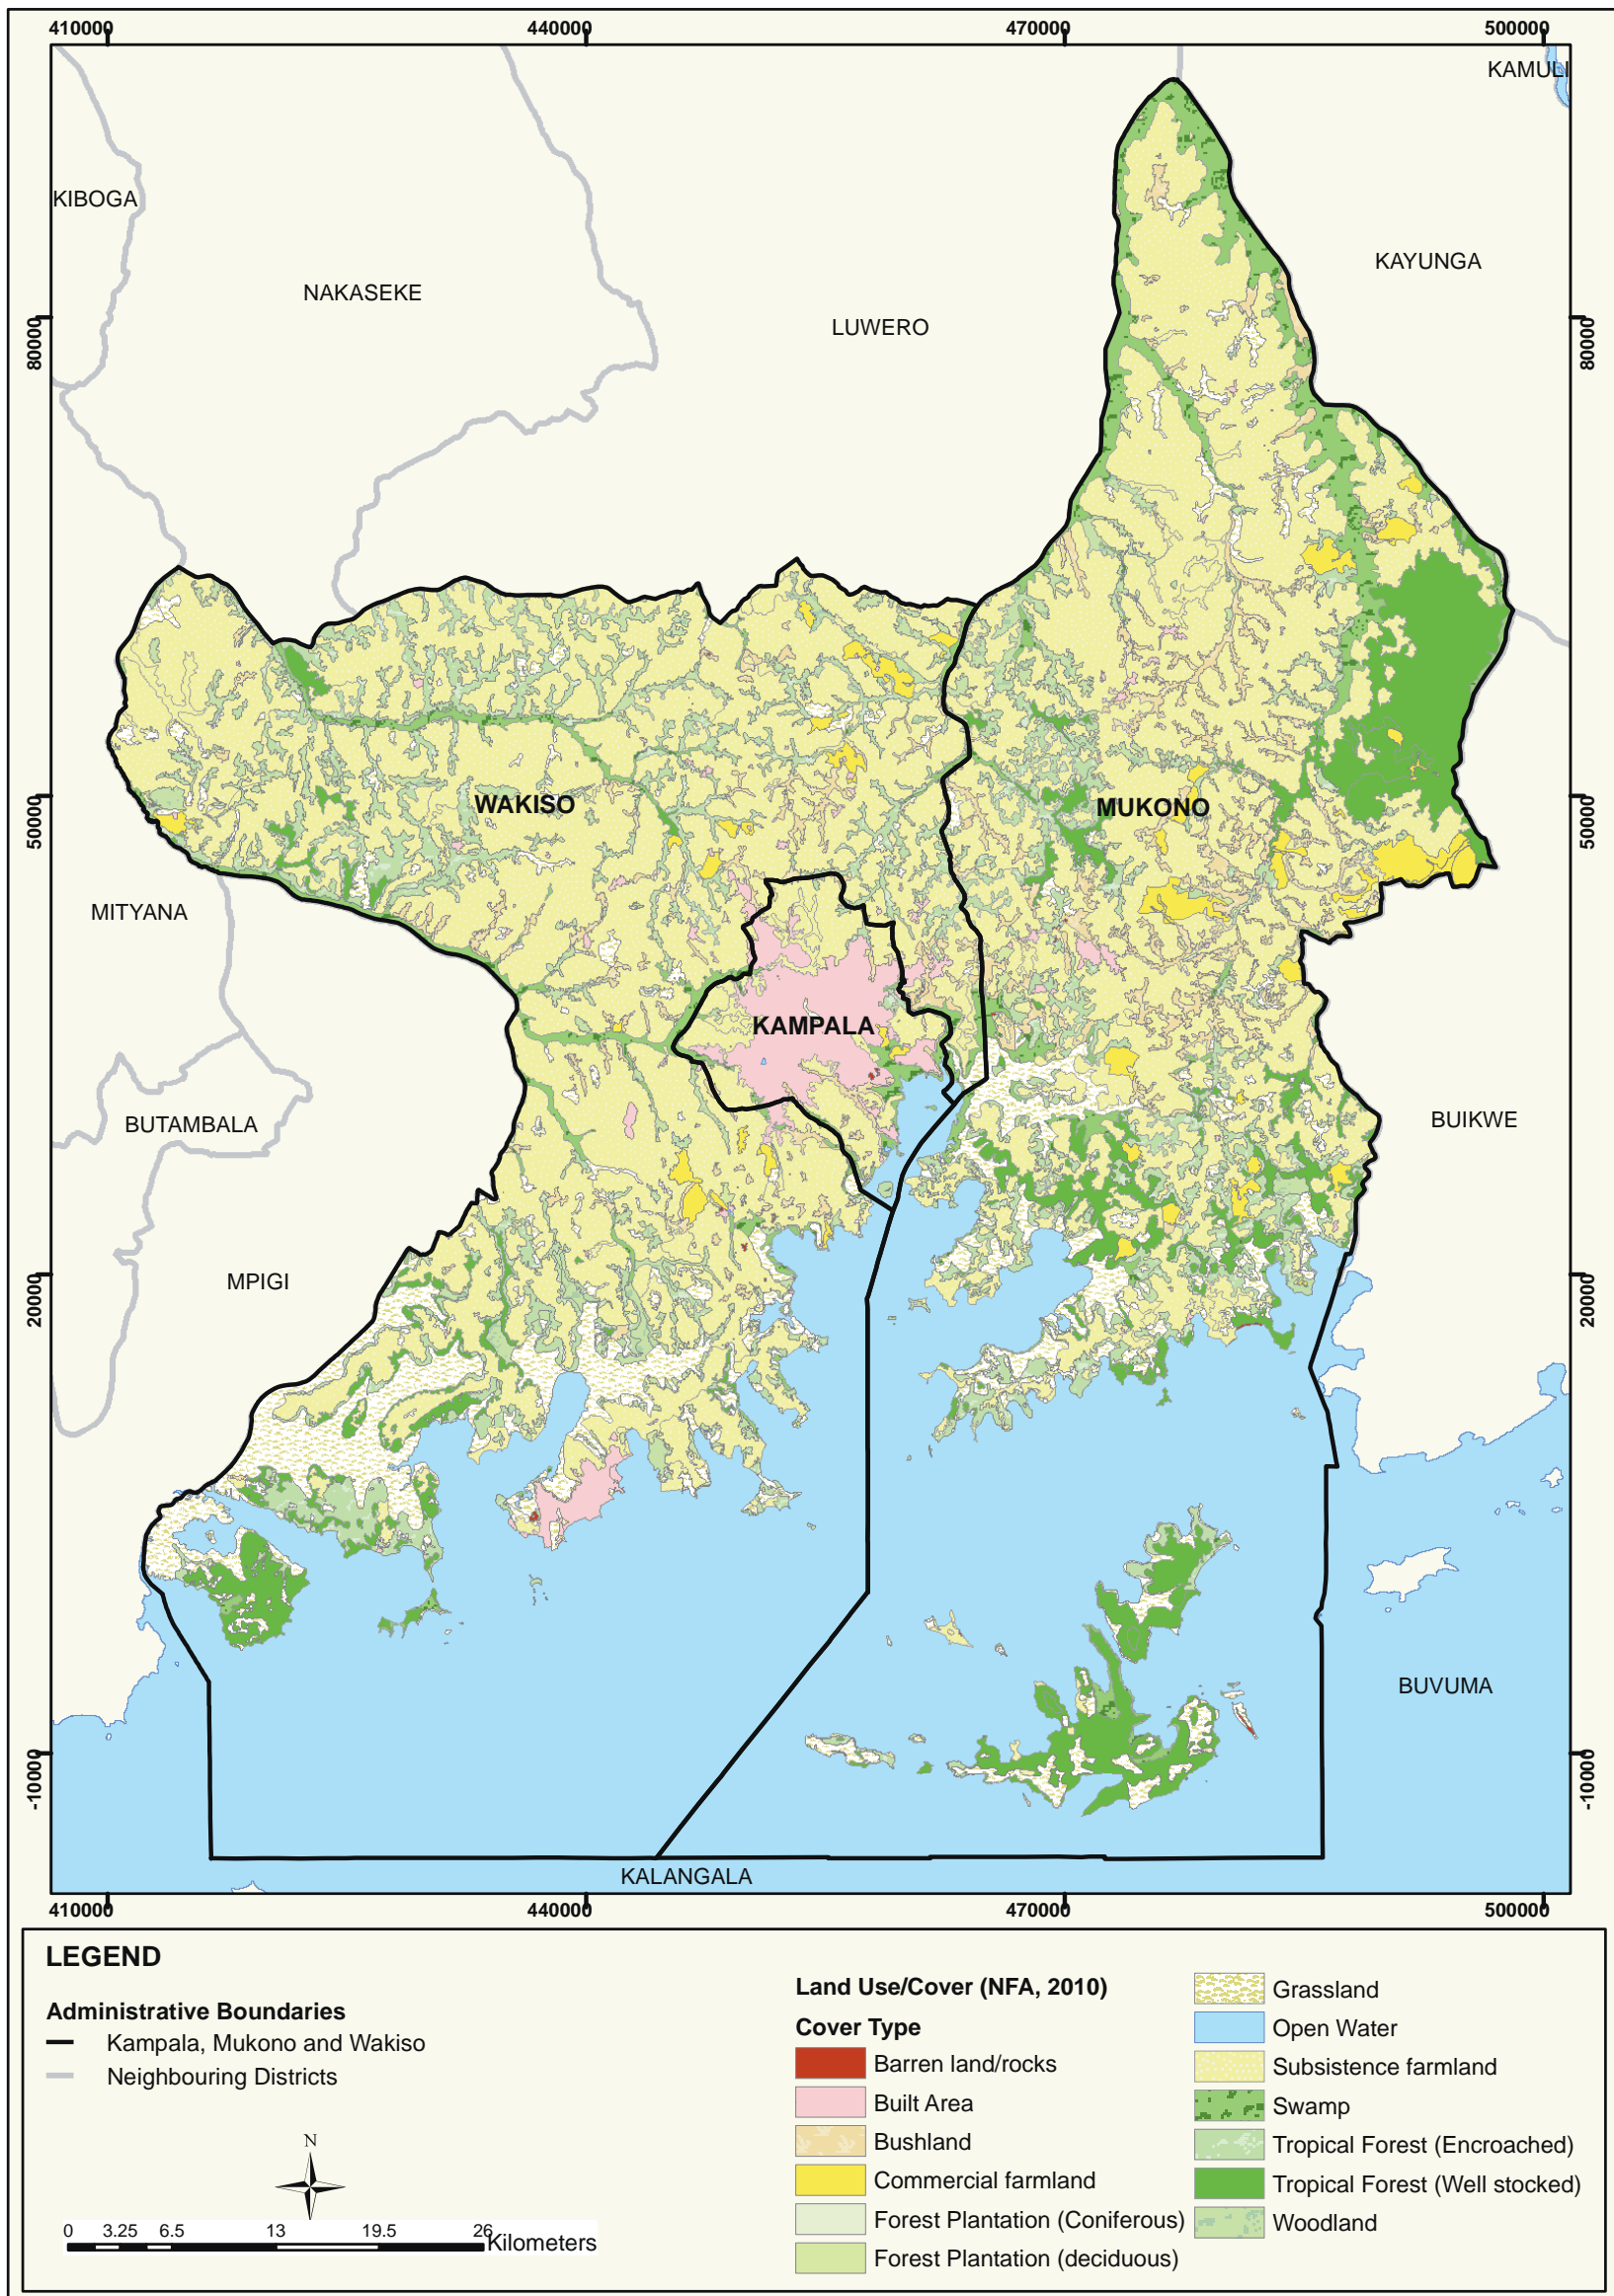 410000 440000 470000 500000
KAMULI
KIBOGA
KAYUNGA
NAKASEKE
LUWERO
80000 80000
WAKISO MUKONO
50000 50000
MITYANA
KAMPALA
BUTAMBALA
BUIKWE
MPIGI
20000 20000
BUVUMA
-10000 -10000
KALANGALA
410000 440000 470000 500000
LEGEND
Administrative Boundaries
Kampala, Mukono and Wakiso
Neighbouring Districts
N
0 3.25 6.5 13 19.5 26 Kilometers
Land Use/Cover (NFA, 2010)
Cover Type
Barren land/rocks
Built Area
Bushland
Commercial farmland
Forest Plantation (Coniferous)
Forest Plantation (deciduous)
Grassland
Open Water
Subsistence farmland
Swamp
Tropical Forest (Encroached)
Tropical Forest (Well stocked)
Woodland